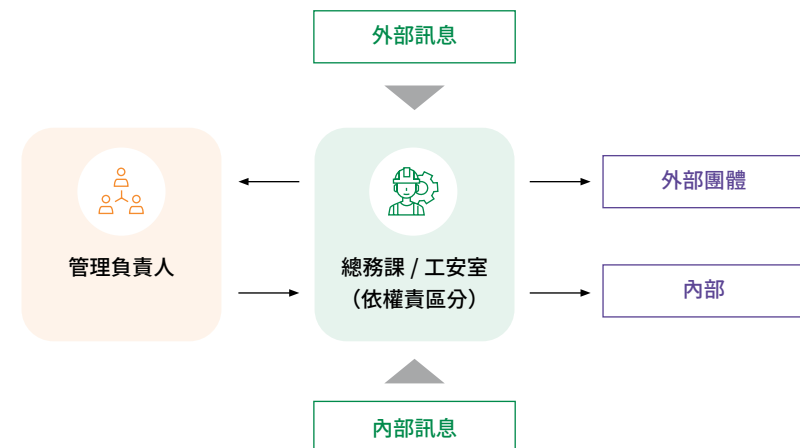 外部訊息
管理負責人
總務課 / 工安室
（依權責區分）
外部團體
內部
內部訊息